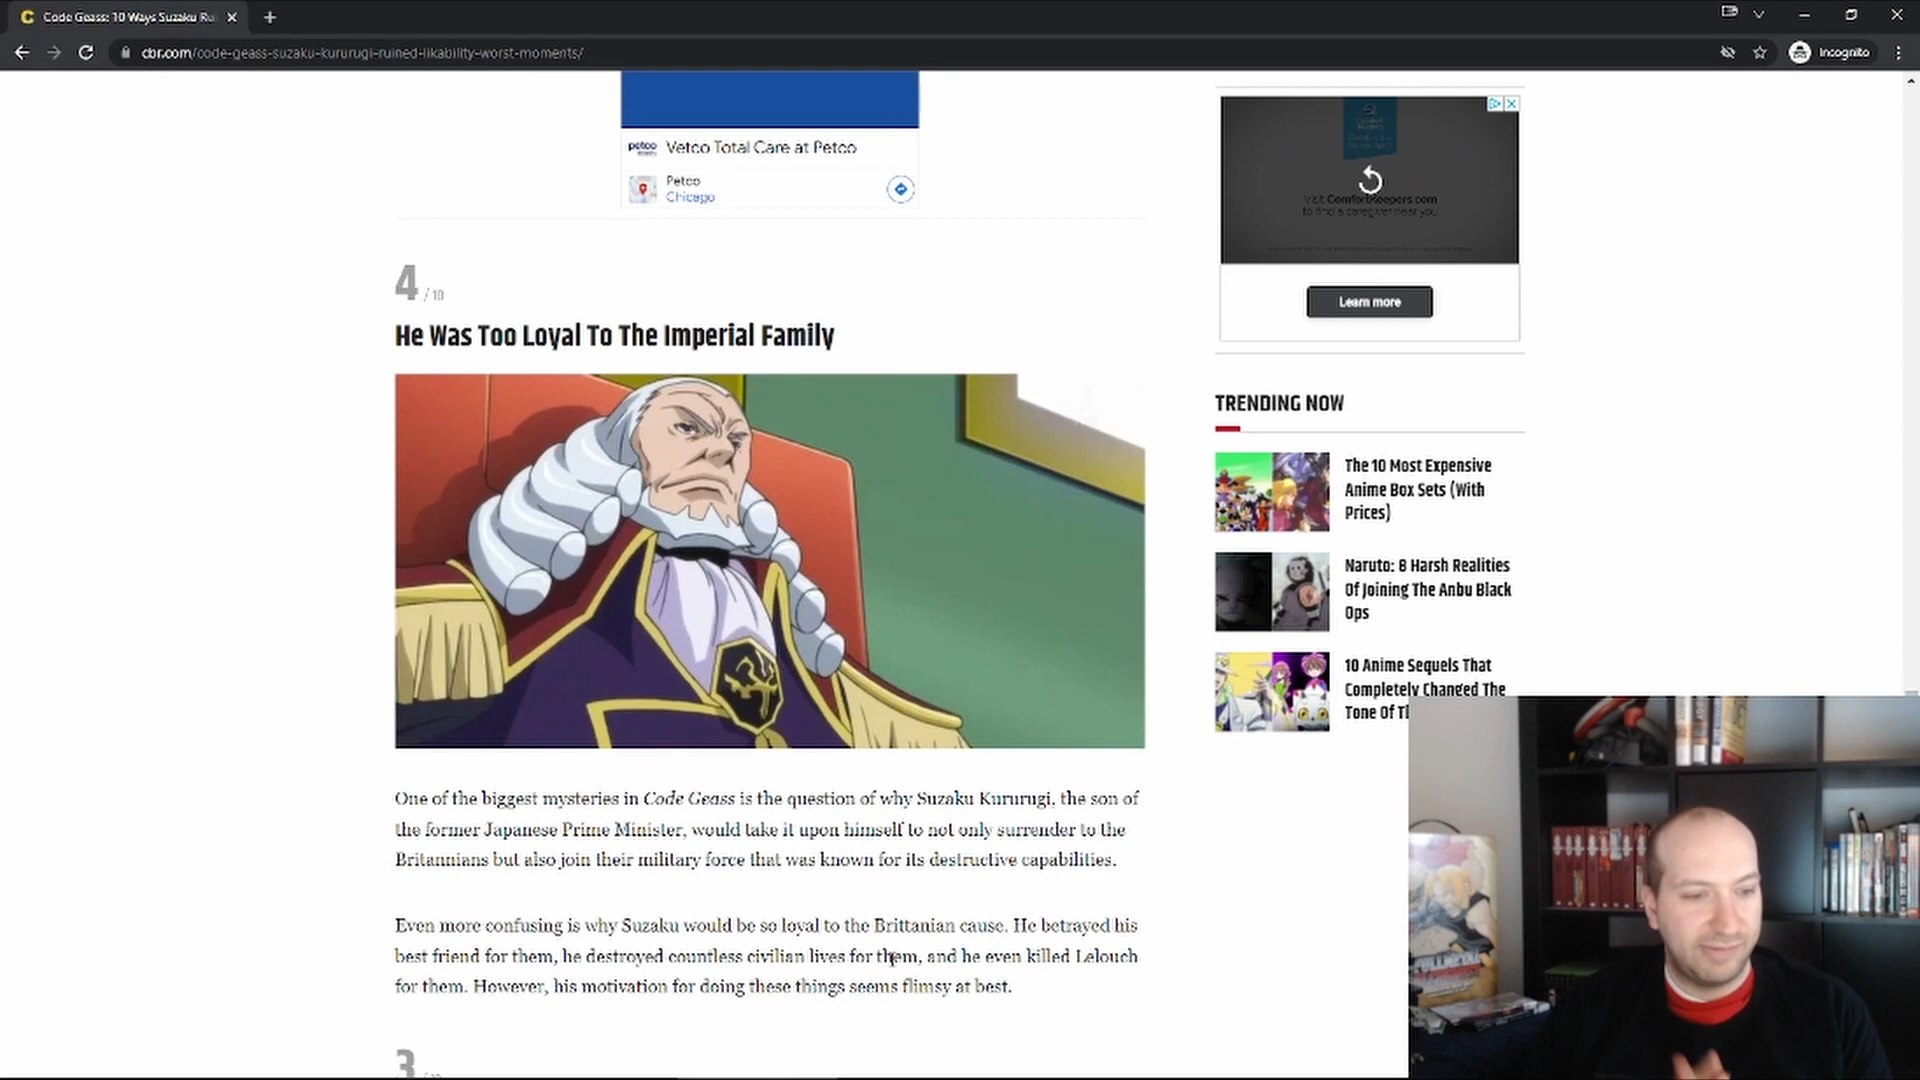 Code Geass: 10 Ways Suzaku Ru
cbr.com/code-geass-suzaku-kururugi-ruined-likability-worst-moments/
Incognito
petco
Vetco Total Care at Petco
Petco
Chicago
4 / 10
He Was Too Loyal To The Imperial Family
One of the biggest mysteries in Code Geass is the question of why Suzaku Kururugi, the son of
the former Japanese Prime Minister, would take it upon himself to not only surrender to the
Britannians but also join their military force that was known for its destructive capabilities.
Even more confusing is why Suzaku would be so loyal to the Brittanian cause. He betrayed his
best friend for them, he destroyed countless civilian lives for them, and he even killed Lelouch
for them. However, his motivation for doing these things seems flimsy at best.
3
Visit ComfortKeepers.com
to find a caregiver near you
Learn more
TRENDING NOW
The 10 Most Expensive
Anime Box Sets (With
Prices)
Naruto: 8 Harsh Realities
Of Joining The Anbu Black
Ops
10 Anime Sequels That
Completely Changed The
Tone Of